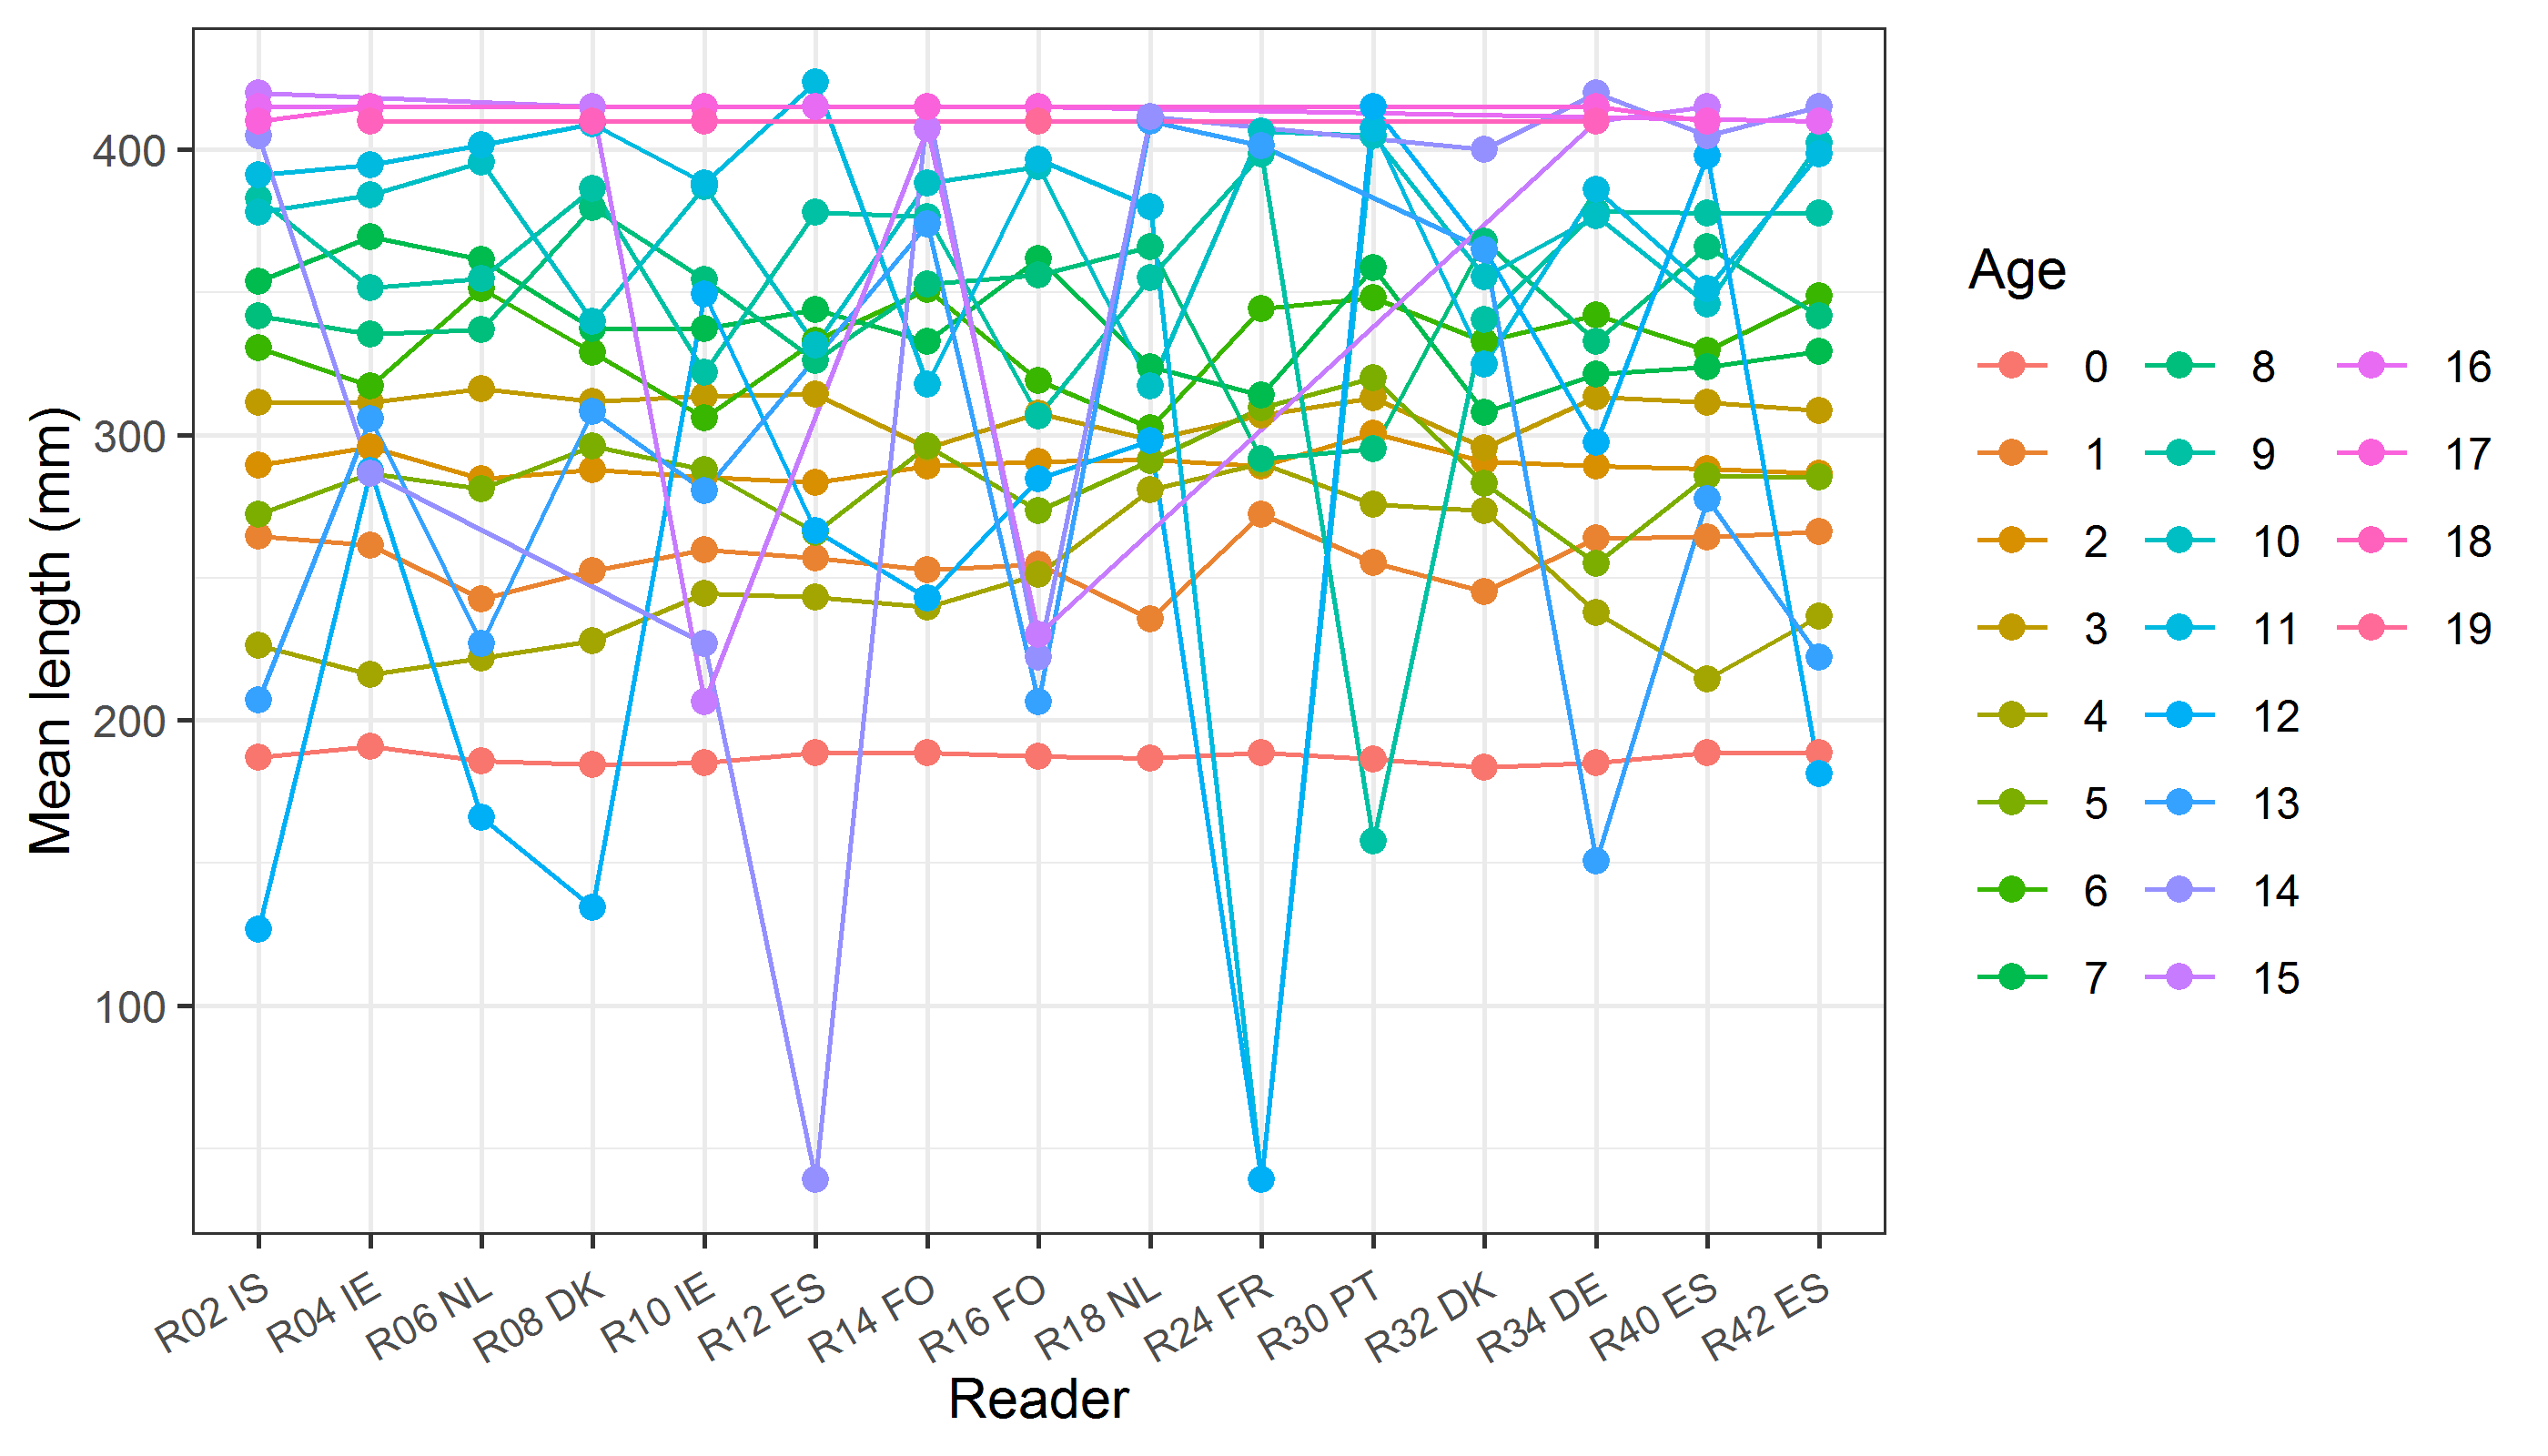 Mean length (mm)
400
300
200
100
R02 IS
R04 IE
R06 NL
R08 DK
R10 IE
R12 ES
R14 FO
R16 FO
R18 NL
R24 FR
R30 PT
R32 DK
R34 DE
R40 ES
R42 ES
Reader
Age
0
1
2
3
4
5
6
7
8
9
10
11
12
13
14
15
16
17
18
19